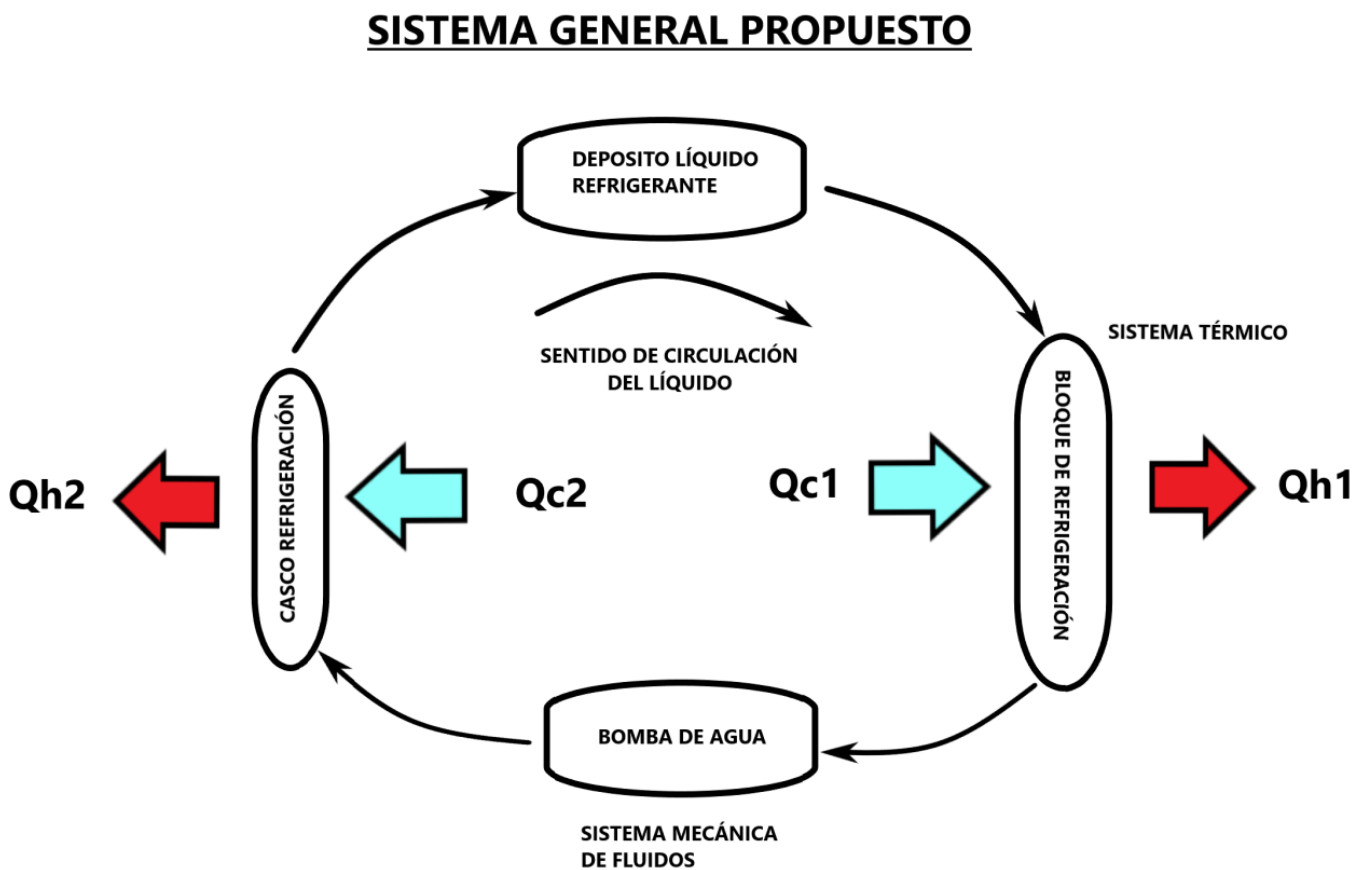 SISTEMA GENERAL PROPUESTO
DEPOSITO LÍQUIDO
REFRIGERANTE
SENTIDO DE CIRCULACIÓN
DEL LÍQUIDO
SISTEMA TÉRMICO
CASCO REFRIGERACIÓN
BLOQUE DE REFRIGERACIÓN
Qh2
Qc2
Qc1
Qh1
BOMBA DE AGUA
SISTEMA MECÁNICA
DE FLUIDOS